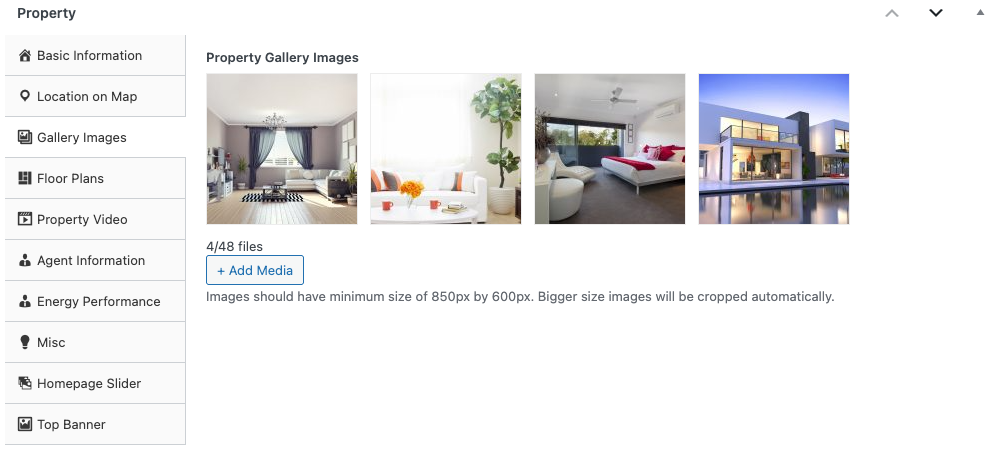 Property
Basic Information
Location on Map
Gallery Images
Floor Plans
Property Video
Agent Information
Energy Performance
Misc
Homepage Slider
Top Banner
Property Gallery Images
4/48 files
+ Add Media
Images should have minimum size of 850px by 600px. Bigger size images will be cropped automatically.